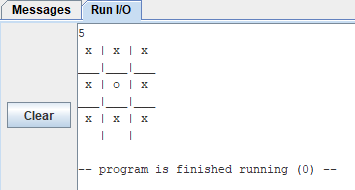 Messages Run I/O
5
x | x | x
___|___|___
x | o | x
___|___|___
x | x | x
|   |
Clear
-- program is finished running (0) --